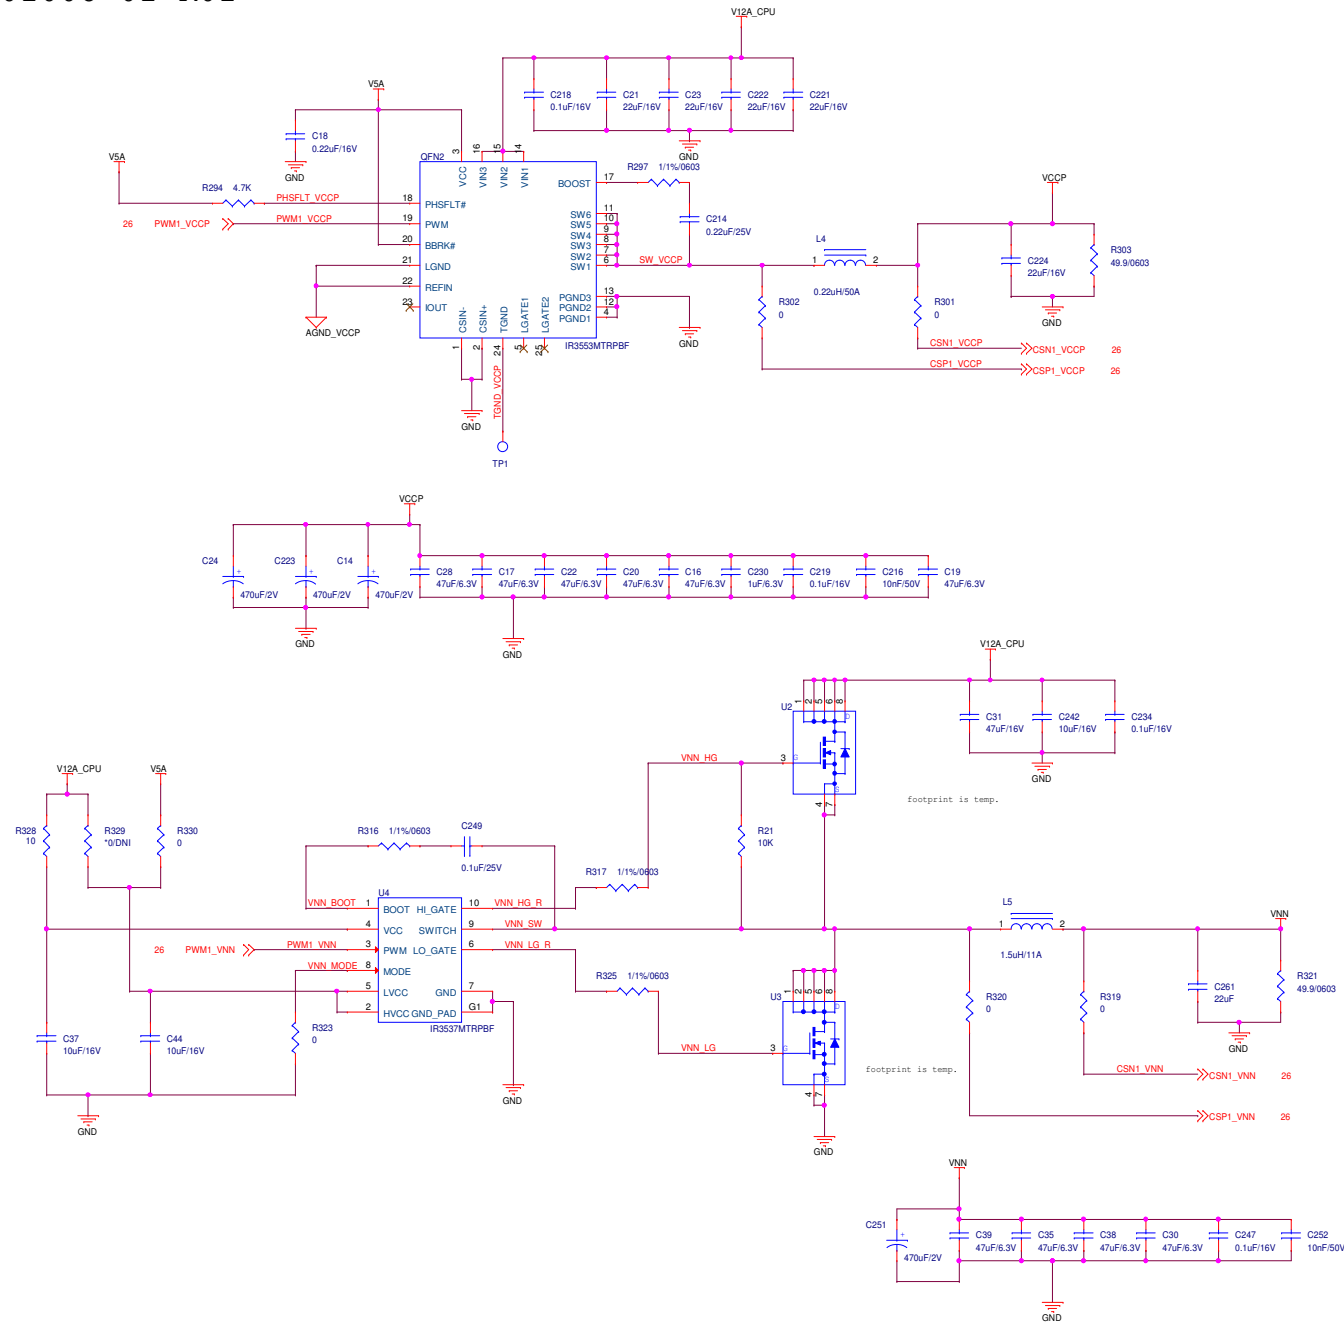 V12A_CPU
C218 C21 C23 C222 C221
0.1uF/16V 22uF/16V 22uF/16V 22uF/16V 22uF/16V
GND
V5A
C18
0.22uF/16V
GND
V5A
R294 4.7K
PHSFLT_VCCP
26 PWM1_VCCP PWM1_VCCP
AGND_VCCP
QFN2
3 16 15 14
VCC VIN3 VIN2 VIN1
18 PHSFLT#
19 PWM
20 BBRK#
21 LGND
22 REFIN
23 IOUT
BOOST 17
SW6 11
SW5 10
SW4 9
SW3 8
SW2 7
SW1 6
PGND3 13
PGND2 12
PGND1 4
CSIN- CSIN+ TGND LGATE1 LGATE2
1 2 24 5 25
IR3553MTRPBF
GND
TGND_VCCP
TP1
R297 1/1%/0603
C214
0.22uF/25V
SW_VCCP
GND
L4
1 2
0.22uH/50A
R302
0
R301
0
VCCP
C224
22uF/16V
R303
49.9/0603
GND
CSN1_VCCP CSN1_VCCP 26
CSP1_VCCP CSP1_VCCP 26
VCCP
C24 C223 C14
470uF/2V 470uF/2V 470uF/2V
GND
C28 C17 C22 C20 C16 C230 C219 C216 C19
47uF/6.3V 47uF/6.3V 47uF/6.3V 47uF/6.3V 47uF/6.3V 1uF/6.3V 0.1uF/16V 10nF/50V 47uF/6.3V
GND
V12A_CPU
C31 C242 C234
47uF/16V 10uF/16V 0.1uF/16V
GND
U2
1 2 5 6 8
D
3 G
S
4 7
footprint is temp.
VNN_HG
R21
10K
V12A_CPU V5A
R328
10
R329
*0/DNI
R330
0
R316 1/1%/0603
C249
0.1uF/25V
R317 1/1%/0603
U4
VNN_BOOT 1 BOOT
4 VCC
26 PWM1_VNN PWM1_VNN 3 PWM
VNN_MODE 8 MODE
5 LVCC
2 HVCC
HI_GATE 10 VNN_HG_R
SWITCH 9 VNN_SW
LO_GATE 6 VNN_LG_R
GND 7
GND_PAD G1
IR3537MTRPBF
R325 1/1%/0603
C37
10uF/16V
C44
10uF/16V
R323
0
GND
GND
VNN_LG
U3
1 2 5 6 8
D
3 G
S
4 7
footprint is temp.
GND
L5
1 2
1.5uH/11A
VNN
R320
0
R319
0
C261
22uF
R321
49.9/0603
GND
CSN1_VNN CSN1_VNN 26
CSP1_VNN 26
VNN
C251
470uF/2V
C39 C35 C38 C30 C247 C252
47uF/6.3V 47uF/6.3V 47uF/6.3V 47uF/6.3V 0.1uF/16V 10nF/50V
GND